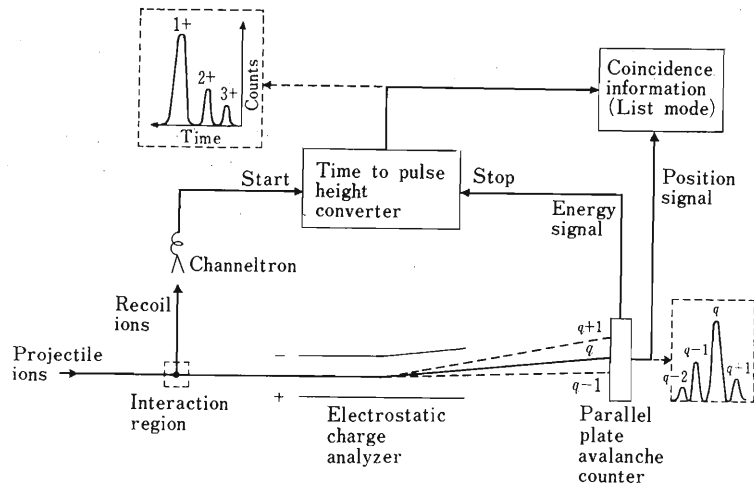 1+
2+
3+
Counts
Time
Coincidence
information
(List mode)
Start
Time to pulse
height
converter
Stop
Energy
signal
Position
signal
Channeltron
Recoil
ions
Projectile
ions
Interaction
region
−
+
Electrostatic
charge
analyzer
q+1
q
q−1
Parallel
plate
avalanche
counter
q
q−1
q−2
q+1